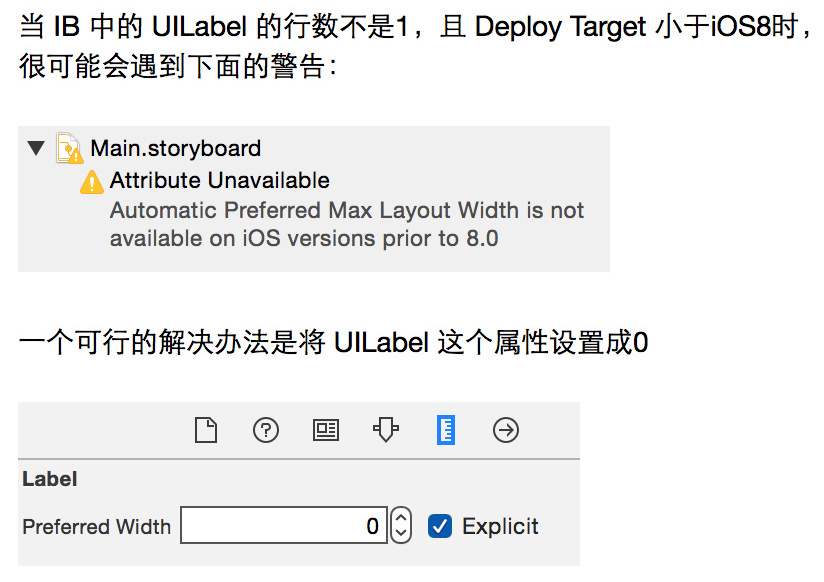 当 IB 中的 UILabel 的行数不是1，且 Deploy Target 小于iOS8时，
很可能会遇到下面的警告：
Main.storyboard
Attribute Unavailable
Automatic Preferred Max Layout Width is not
available on iOS versions prior to 8.0
一个可行的解决办法是将 UILabel 这个属性设置成0
Label
Preferred Width 0 Explicit